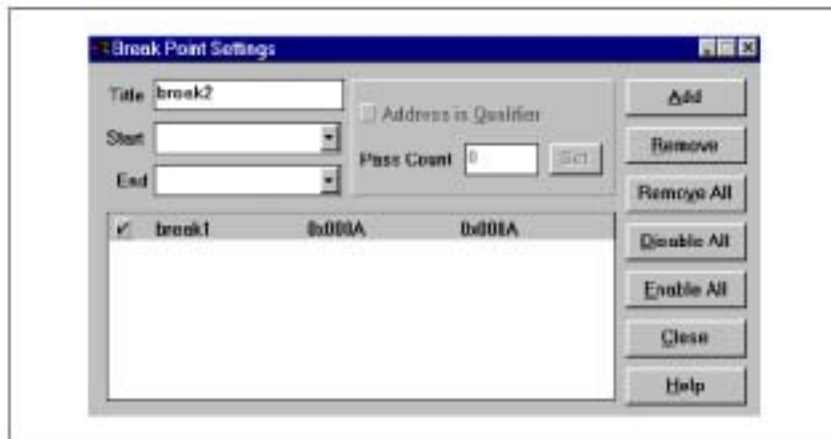 Break Point Settings
Title break2
Start
End
Address is Qualifier
Pass Count 0 Set
break1 0x000A 0x000A
Add
Remove
Remove All
Disable All
Enable All
Close
Help